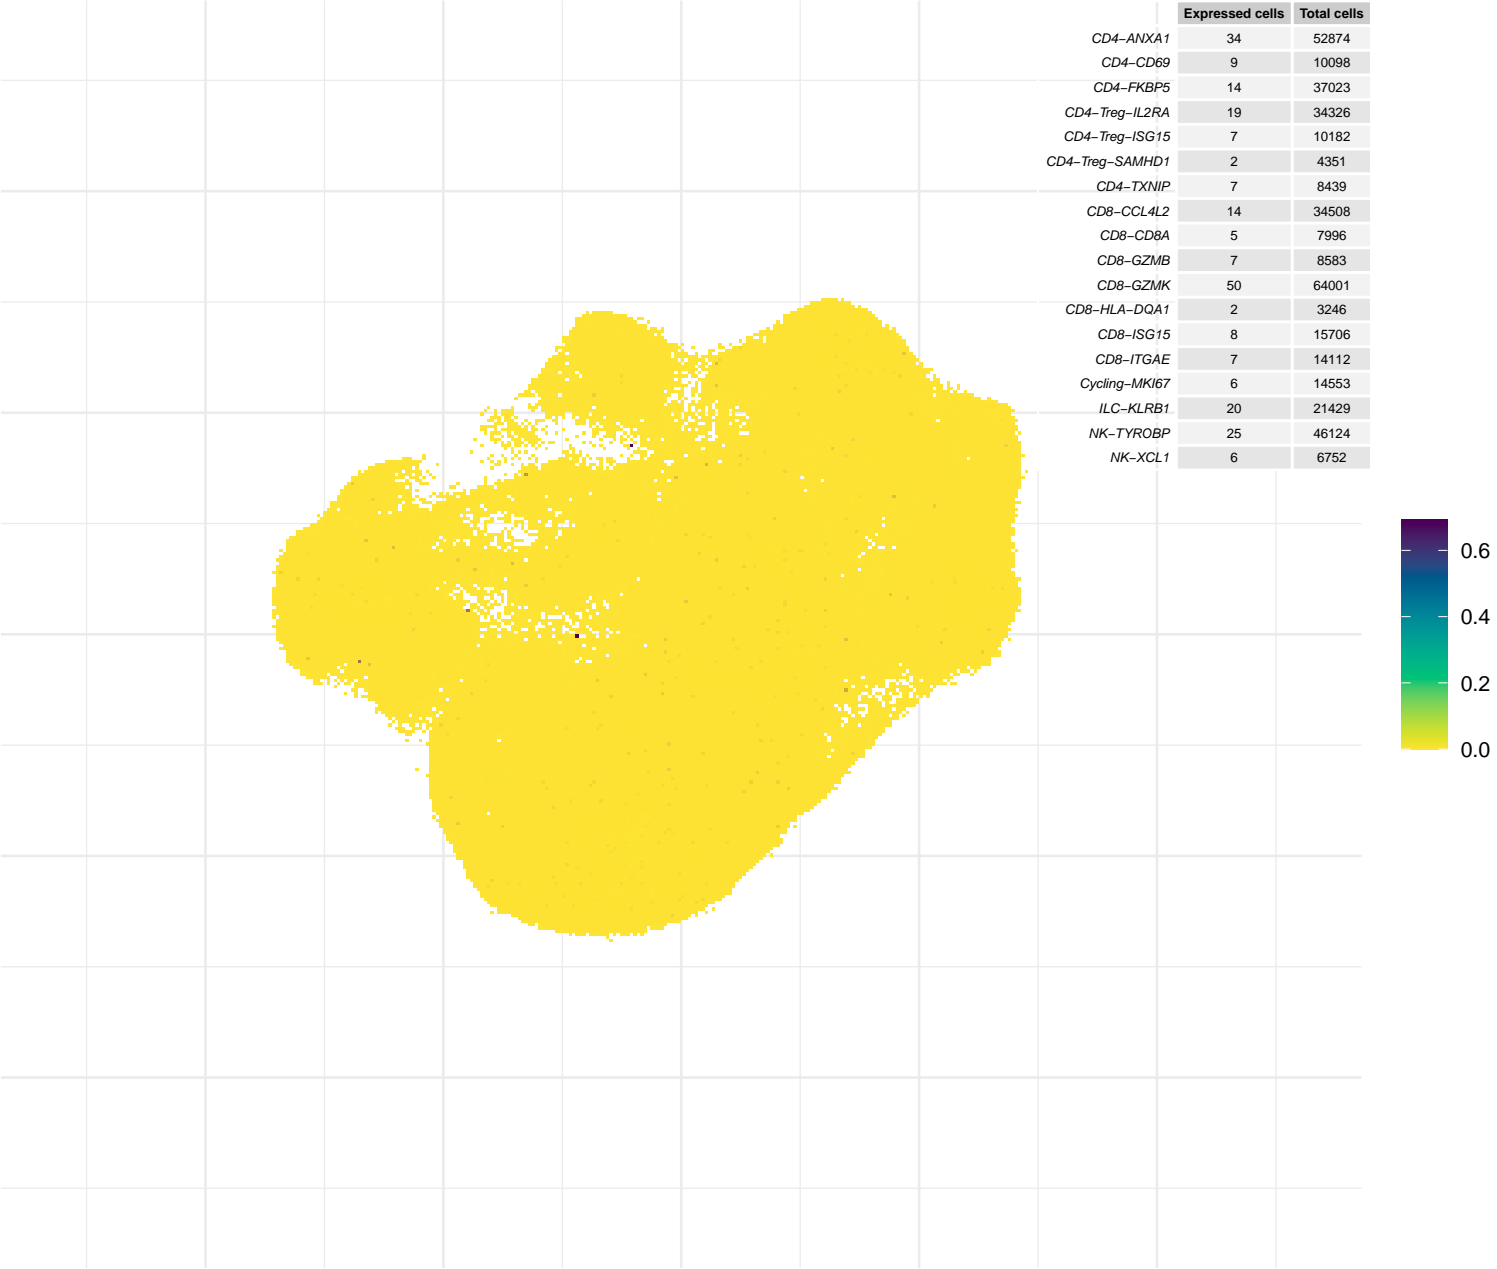 Expressed cells Total cells
CD4−ANXA1 34 52874
CD4−CD69 9 10098
CD4−FKBP5 14 37023
CD4−Treg−IL2RA 19 34326
CD4−Treg−ISG15 7 10182
CD4−Treg−SAMHD1 2 4351
CD4−TXNIP 7 8439
CD8−CCL4L2 14 34508
CD8−CD8A 5 7996
CD8−GZMB 7 8583
CD8−GZMK 50 64001
CD8−HLA−DQA1 2 3246
CD8−ISG15 8 15706
CD8−ITGAE 7 14112
Cycling−MKI67 6 14553
ILC−KLRB1 20 21429
NK−TYROBP 25 46124
NK−XCL1 6 6752
0.6
0.4
0.2
0.0